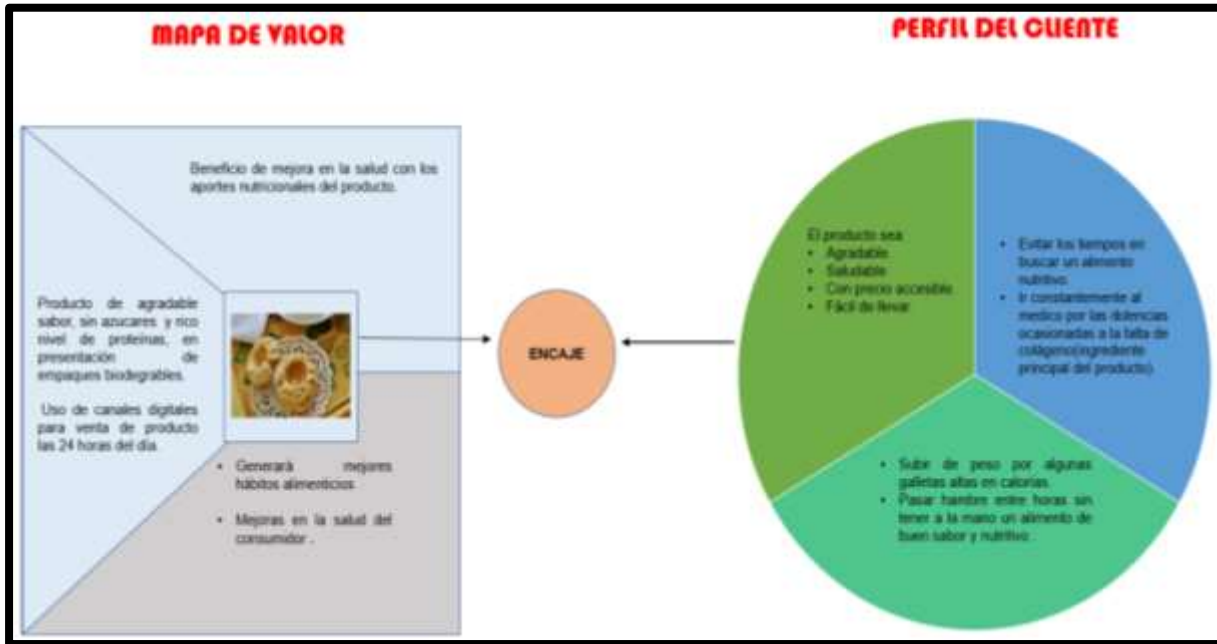 MAPA DE VALOR
PERFIL DEL CLIENTE
Beneficio de mejora en la salud con los
aportes nutricionales del producto.
Producto de agradable
sabor, sin azucares y rico
nivel de proteínas, en
presentación de
empaques biodegrables.
Uso de canales digitales
para venta de producto
las 24 horas del día.
• Generará mejores
hábitos alimenticios
• Mejoras en la salud del
consumidor .
ENCAJE
El producto sea:
• Agradable
• Saludable
• Con precio accesible
• Fácil de llevar
• Evitar los tiempos en
buscar un alimento
nutritivo.
• Ir constantemente al
medico por las dolencias
ocasionadas a la falta de
colágeno(ingrediente
principal del producto)
• Subir de peso por algunas
galletas altas en calorías.
• Pasar hambre entre horas sin
tener a la mano un alimento de
buen sabor y nutritivo.